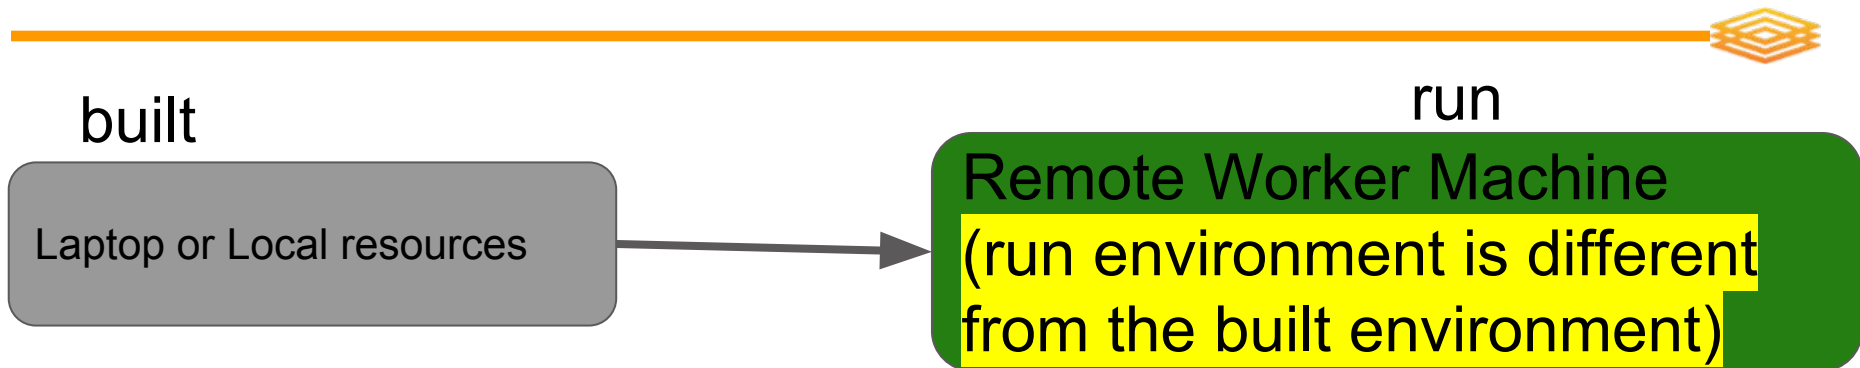 built
run
Laptop or Local resources
Remote Worker Machine
(run environment is different
from the built environment)